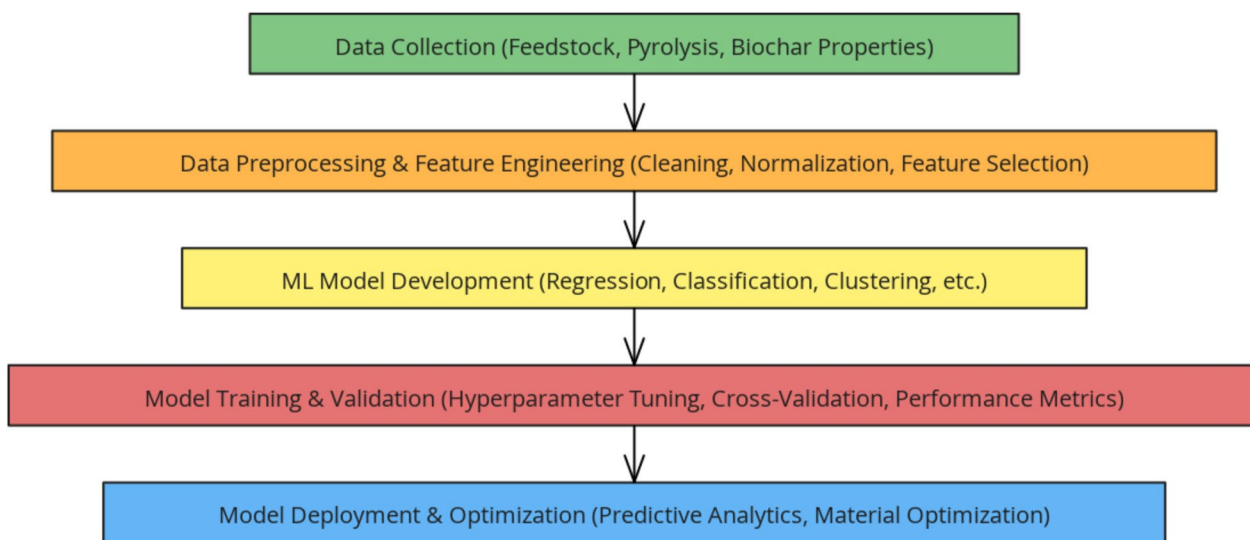 Data Collection (Feedstock, Pyrolysis, Biochar Properties)
Data Preprocessing & Feature Engineering (Cleaning, Normalization, Feature Selection)
ML Model Development (Regression, Classification, Clustering, etc.)
Model Training & Validation (Hyperparameter Tuning, Cross-Validation, Performance Metrics)
Model Deployment & Optimization (Predictive Analytics, Material Optimization)